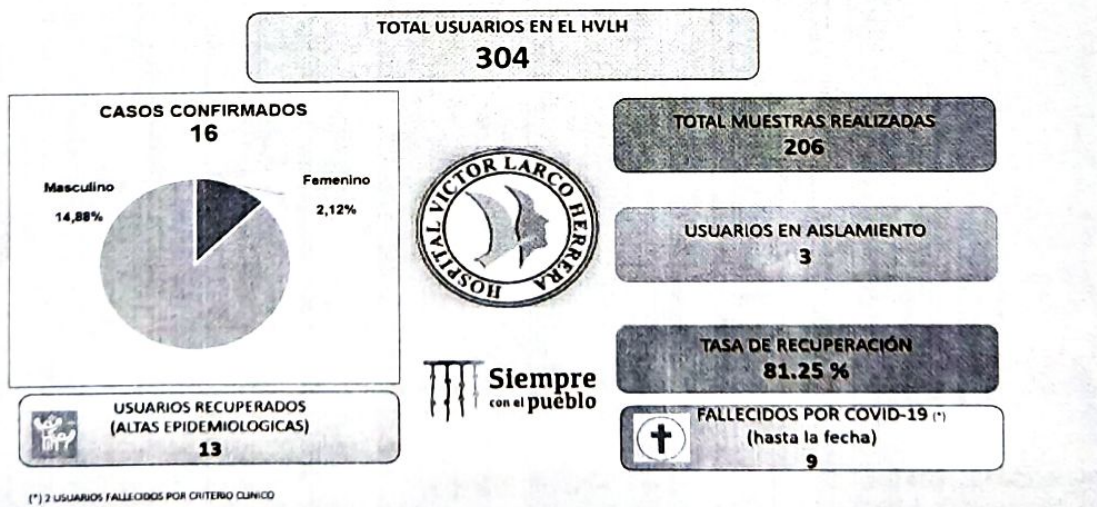 TOTAL USUARIOS EN EL HVLH
304
CASOS CONFIRMADOS
16
Masculino
14,88%
Femenino
2,12%
USUARIOS RECUPERADOS
(ALTAS EPIDEMIOLOGICAS)
13
HOSPITAL VICTOR LARCO HERRERA
Siempre
con el pueblo
TOTAL MUESTRAS REALIZADAS
206
USUARIOS EN AISLAMIENTO
3
TASA DE RECUPERACIÓN
81.25 %
FALLECIDOS POR COVID-19 (*)
(hasta la fecha)
9
(*) 2 USUARIOS FALLECIDOS POR CRITERIO CLINICO